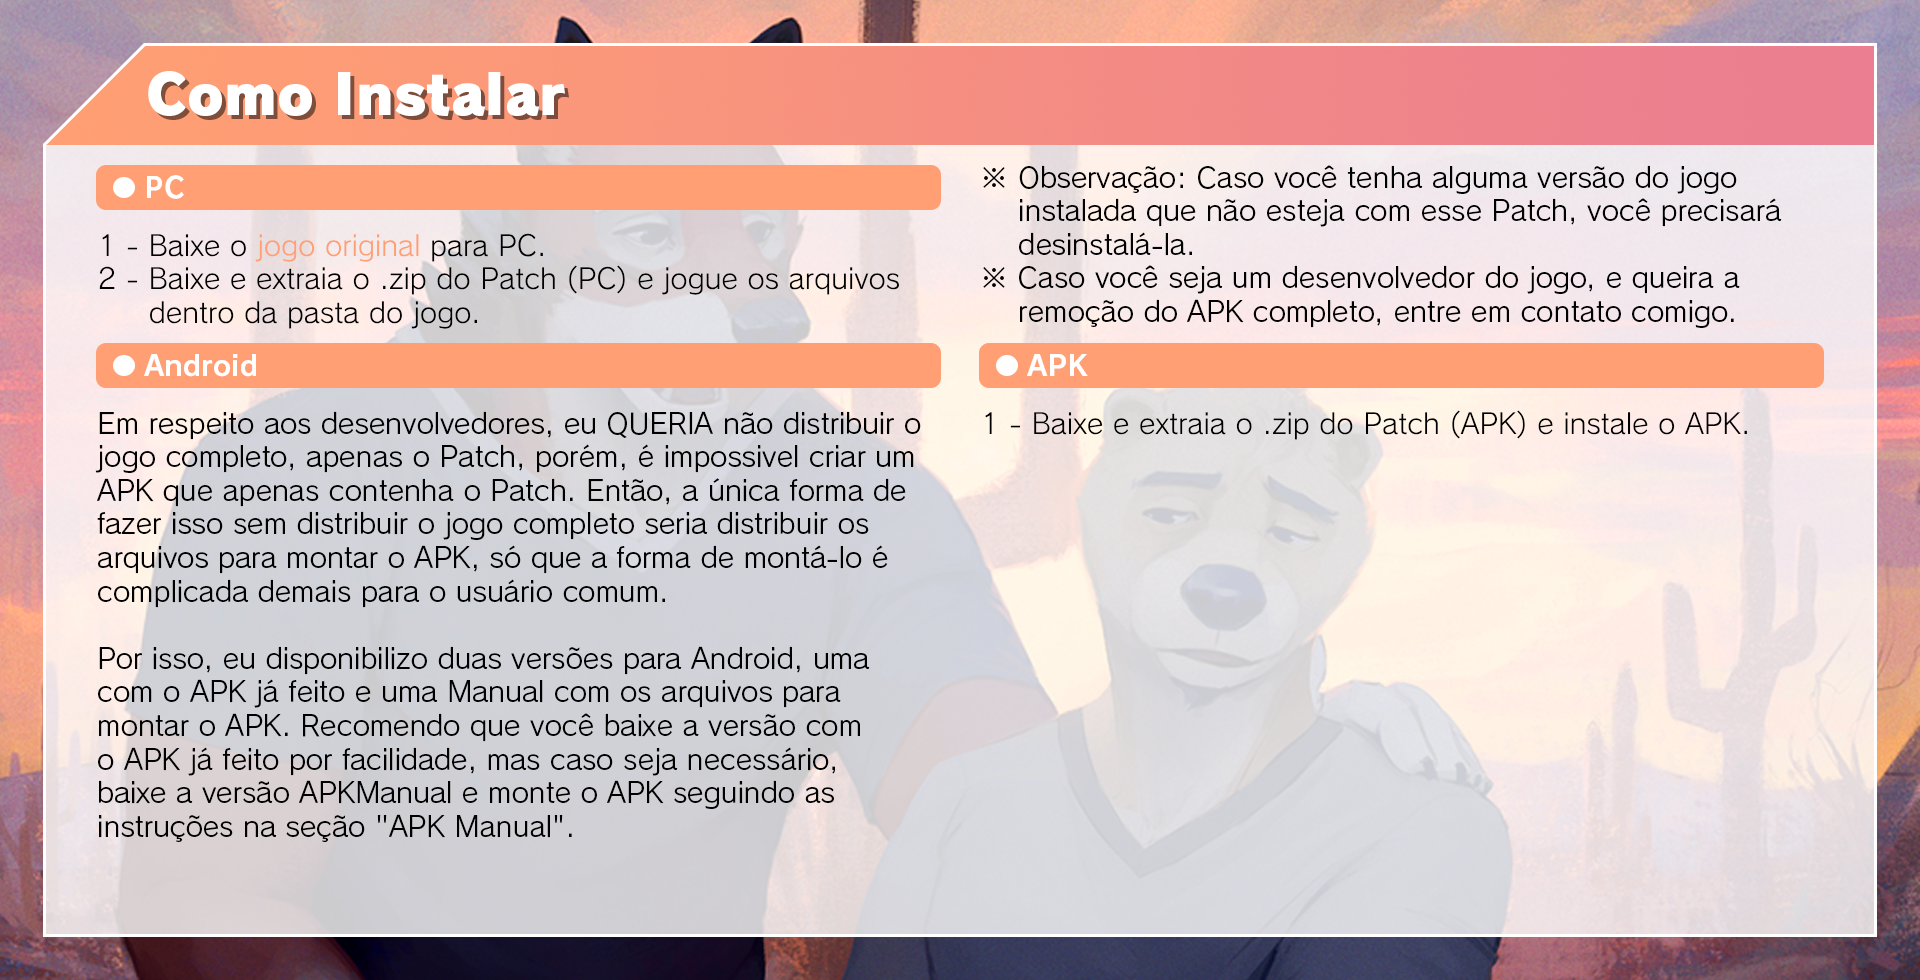 Como Instalar
● PC
1 - Baixe o jogo original para PC.
2 - Baixe e extraia o .zip do Patch (PC) e jogue os arquivos
dentro da pasta do jogo.
● Android
Em respeito aos desenvolvedores, eu QUERIA não distribuir o
jogo completo, apenas o Patch, porém, é impossivel criar um
APK que apenas contenha o Patch. Então, a única forma de
fazer isso sem distribuir o jogo completo seria distribuir os
arquivos para montar o APK, só que a forma de montá-lo é
complicada demais para o usuário comum.
Por isso, eu disponibilizo duas versões para Android, uma
com o APK já feito e uma Manual com os arquivos para
montar o APK. Recomendo que você baixe a versão com
o APK já feito por facilidade, mas caso seja necessário,
baixe a versão APKManual e monte o APK seguindo as
instruções na seção "APK Manual".
※ Observação: Caso você tenha alguma versão do jogo
instalada que não esteja com esse Patch, você precisará
desinstalá-la.
※ Caso você seja um desenvolvedor do jogo, e queira a
remoção do APK completo, entre em contato comigo.
● APK
1 - Baixe e extraia o .zip do Patch (APK) e instale o APK.